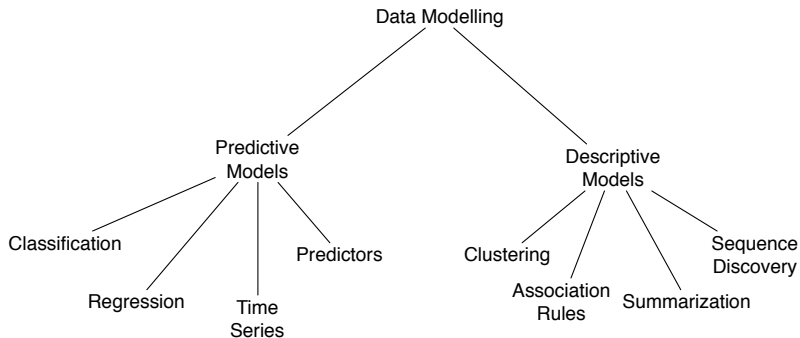 Data Modelling
Predictive
Models
Descriptive
Models
Classification
Regression
Time
Series
Predictors
Clustering
Association
Rules
Summarization
Sequence
Discovery